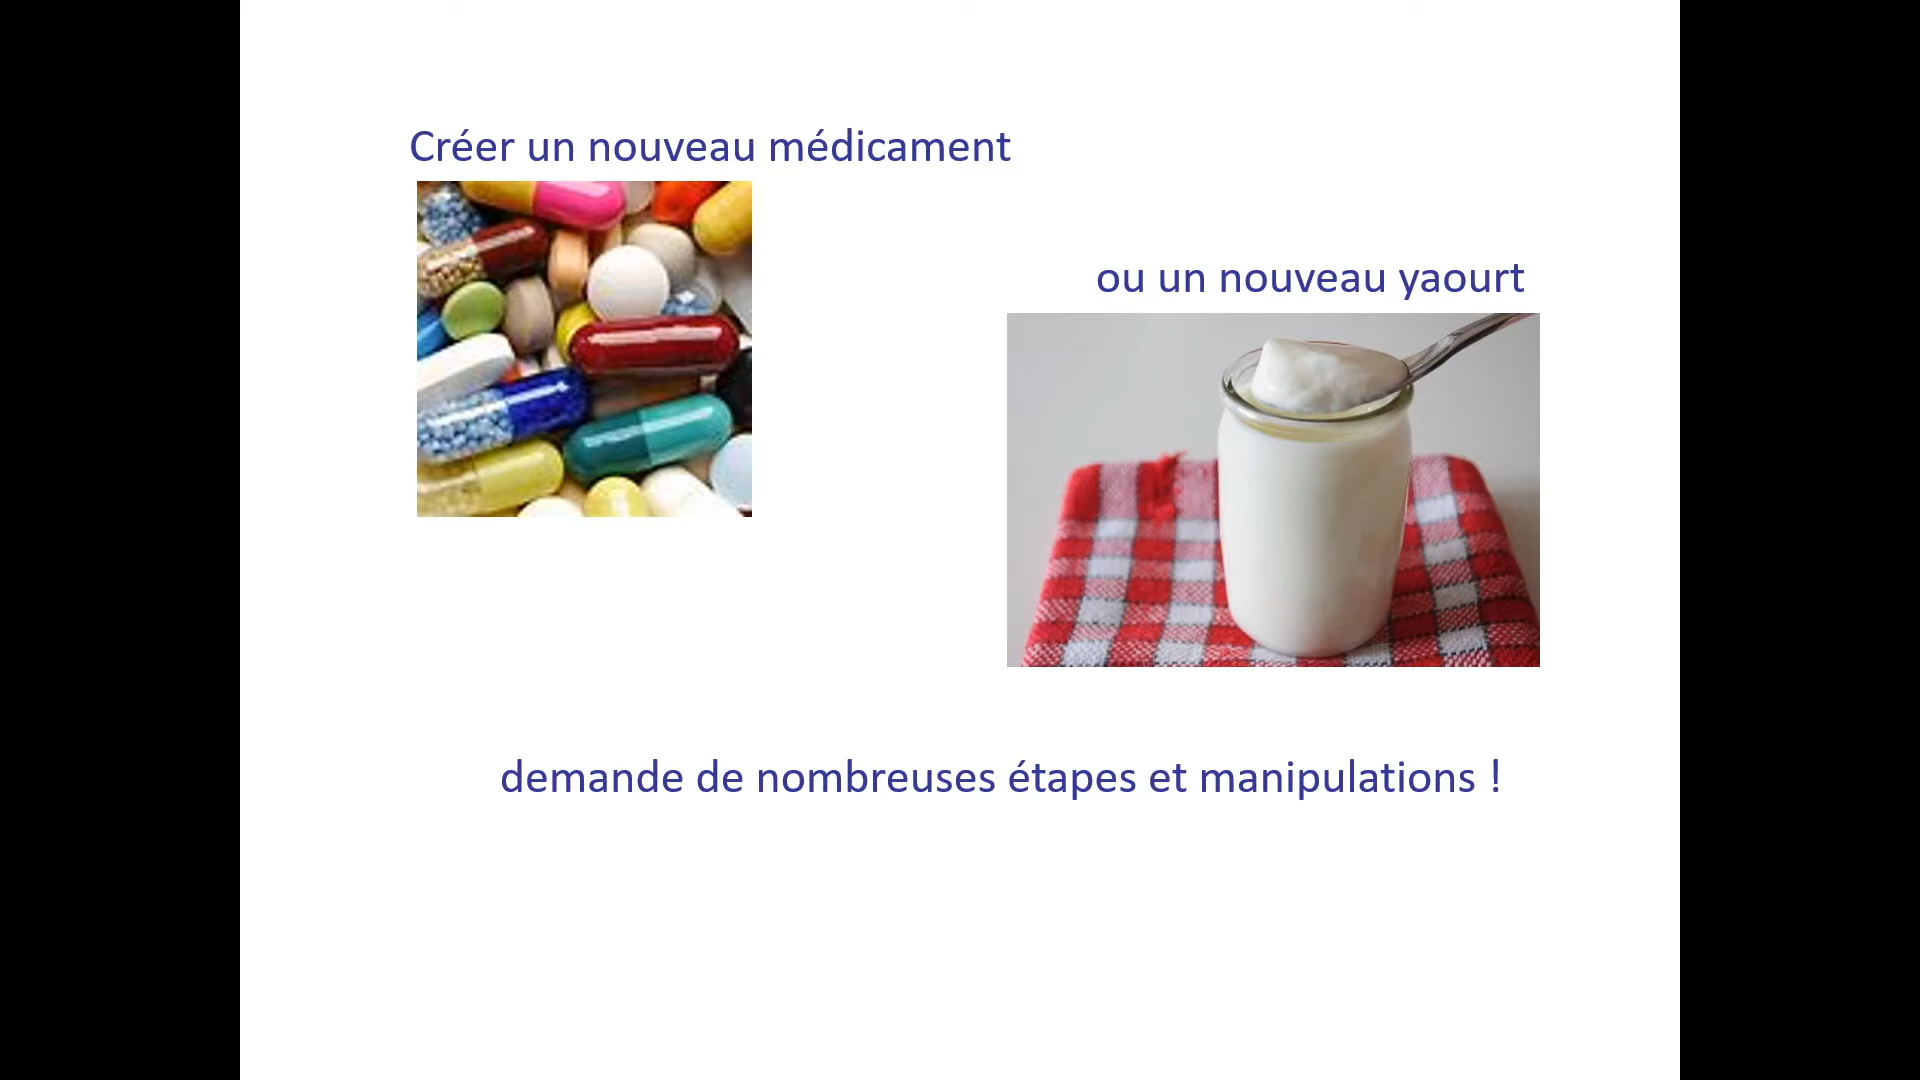 Créer un nouveau médicament
ou un nouveau yaourt
demande de nombreuses étapes et manipulations !